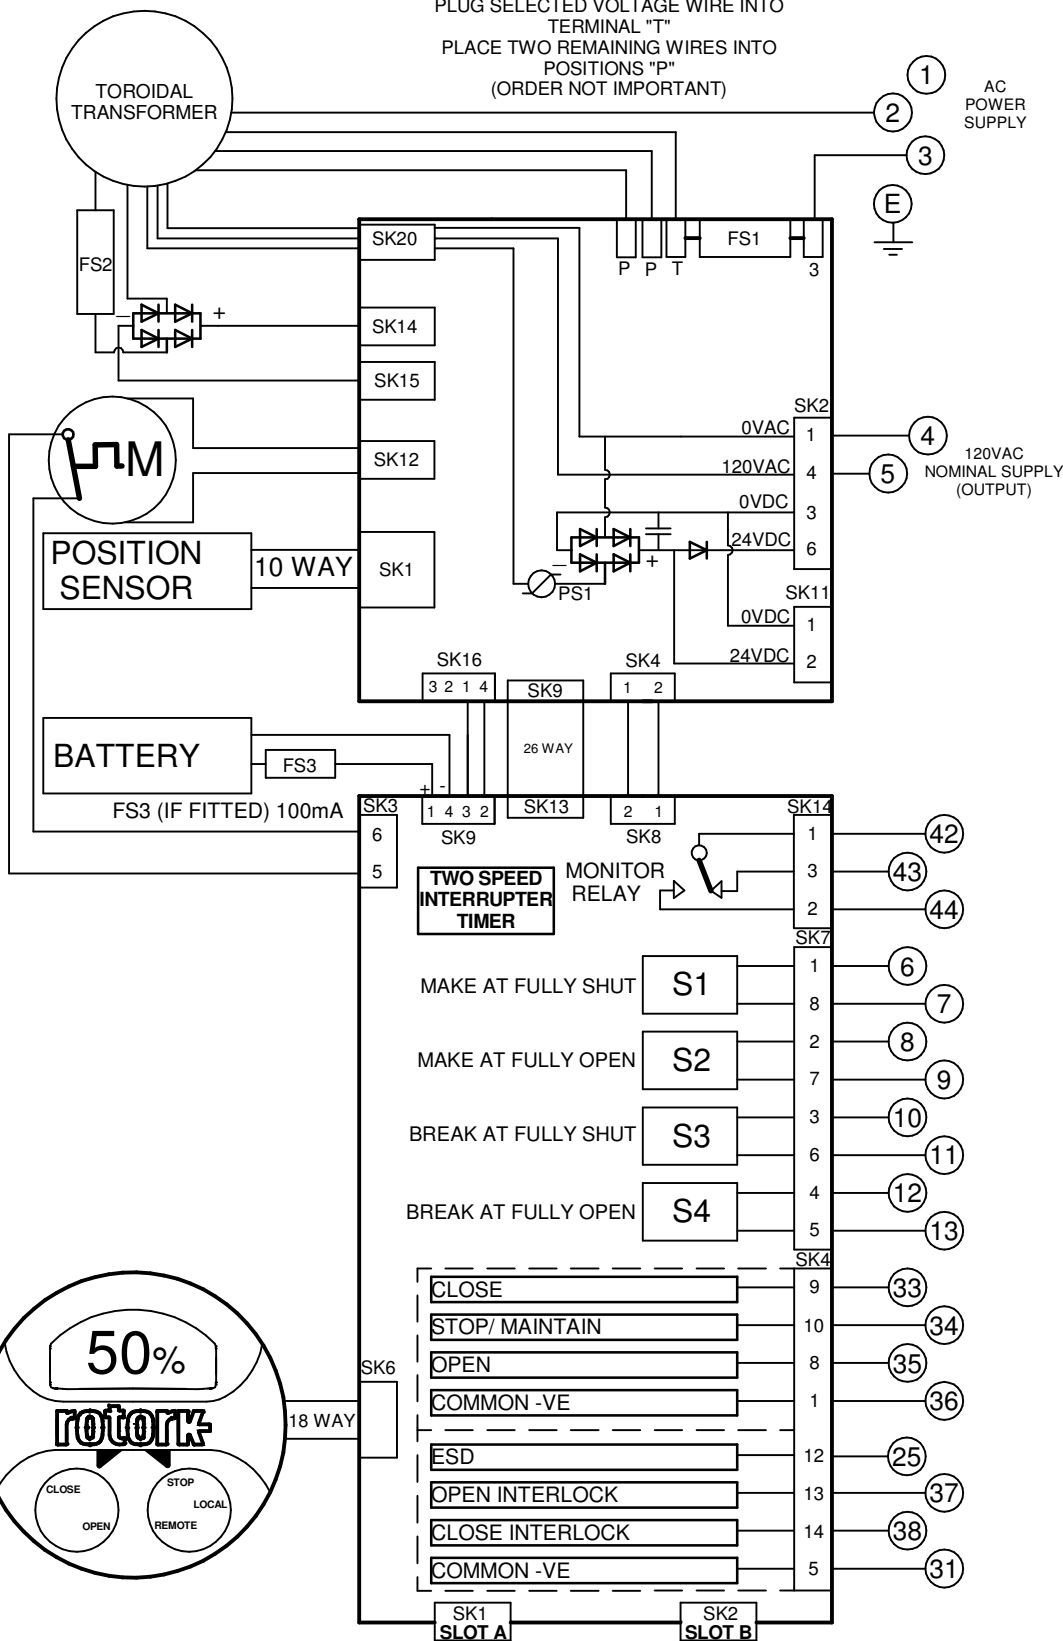 PLUG SELECTED VOLTAGE WIRE INTO
TERMINAL "T"
PLACE TWO REMAINING WIRES INTO
POSITIONS "P"
(ORDER NOT IMPORTANT)
TOROIDAL
TRANSFORMER
1
2
3
E
AC
POWER
SUPPLY
FS2
SK20
P P T
FS1
3
− +
SK14
SK15
M
SK12
POSITION
SENSOR
10 WAY
SK1
SK2
0VAC 1
4
120VAC 4
5
120VAC
NOMINAL SUPPLY
(OUTPUT)
0VDC 3
24VDC 6
− +
PS1
SK11
0VDC 1
24VDC 2
SK16
3 2 1 4
SK9
SK4
1 2
BATTERY
FS3
26 WAY
FS3 (IF FITTED) 100mA
SK3
6
5
+ -
1 4 3 2
SK9
SK13
2 1
SK8
SK14
TWO SPEED
INTERRUPTER
TIMER
MONITOR
RELAY
1 42
3 43
2 44
SK7
MAKE AT FULLY SHUT S1
1 6
8 7
MAKE AT FULLY OPEN S2
2 8
7 9
BREAK AT FULLY SHUT S3
3 10
6 11
BREAK AT FULLY OPEN S4
4 12
5 13
SK4
CLOSE 9 33
STOP/ MAINTAIN 10 34
OPEN 8 35
COMMON -VE 1 36
ESD 12 25
OPEN INTERLOCK 13 37
CLOSE INTERLOCK 14 38
COMMON -VE 5 31
50%
rotork
CLOSE
OPEN
STOP
LOCAL
REMOTE
18 WAY
SK6
SK1
SLOT A
SK2
SLOT B